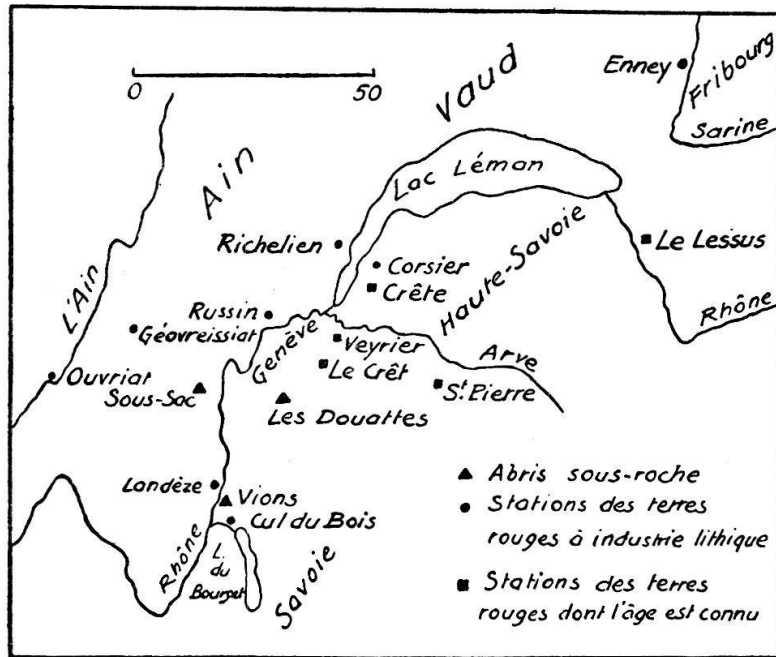 Enney
Fribourg
Sarine
0 50
Vaud
Ain
Lac Léman
Richelien
Corsier
Crête
Haute-Savoie
Le Lessus
Rhône
L'Ain
Russin
Géovreissiat
Genève
Veyrier
Le Crêt
Arve
St. Pierre
Ouvriat
Sous-Sac
Les Douattes
Landèze
Vions
Cul du Bois
Rhône
L.
du
Bourget
Savoie
Abris sous-roche
Stations des terres
rouges à industrie lithique
Stations des terres
rouges dont l'âge est connu